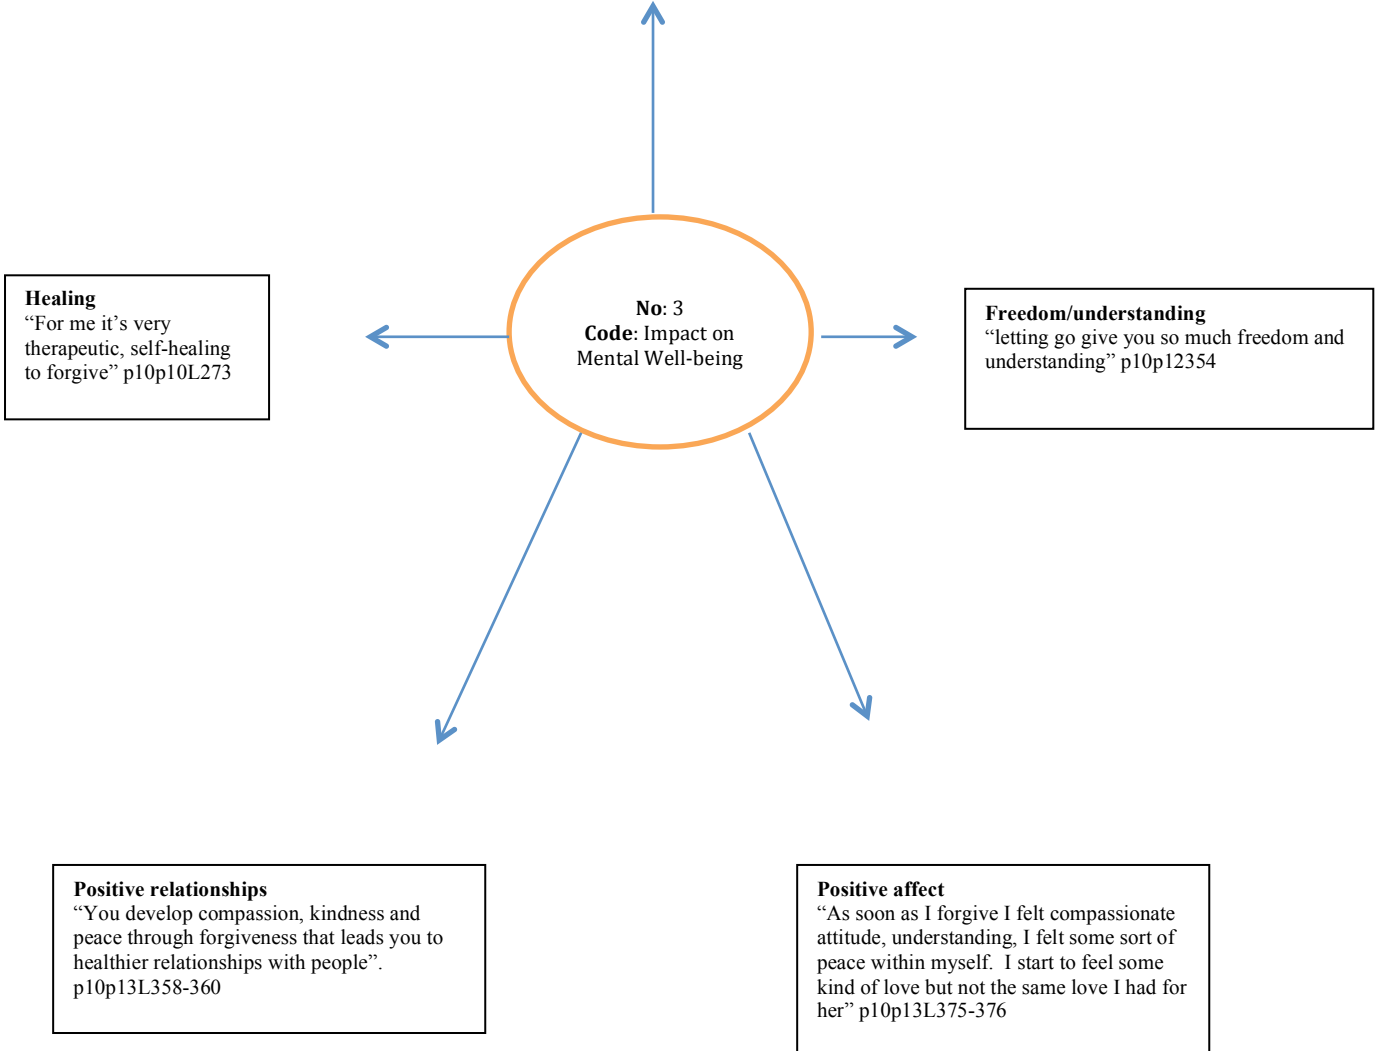 No: 3
Code: Impact on
Mental Well-being
Healing
“For me it’s very
therapeutic, self-healing
to forgive” p10p10L273
Freedom/understanding
“letting go give you so much freedom and
understanding” p10p12354
Positive relationships
“You develop compassion, kindness and
peace through forgiveness that leads you to
healthier relationships with people”.
p10p13L358-360
Positive affect
“As soon as I forgive I felt compassionate
attitude, understanding, I felt some sort of
peace within myself.  I start to feel some
kind of love but not the same love I had for
her” p10p13L375-376